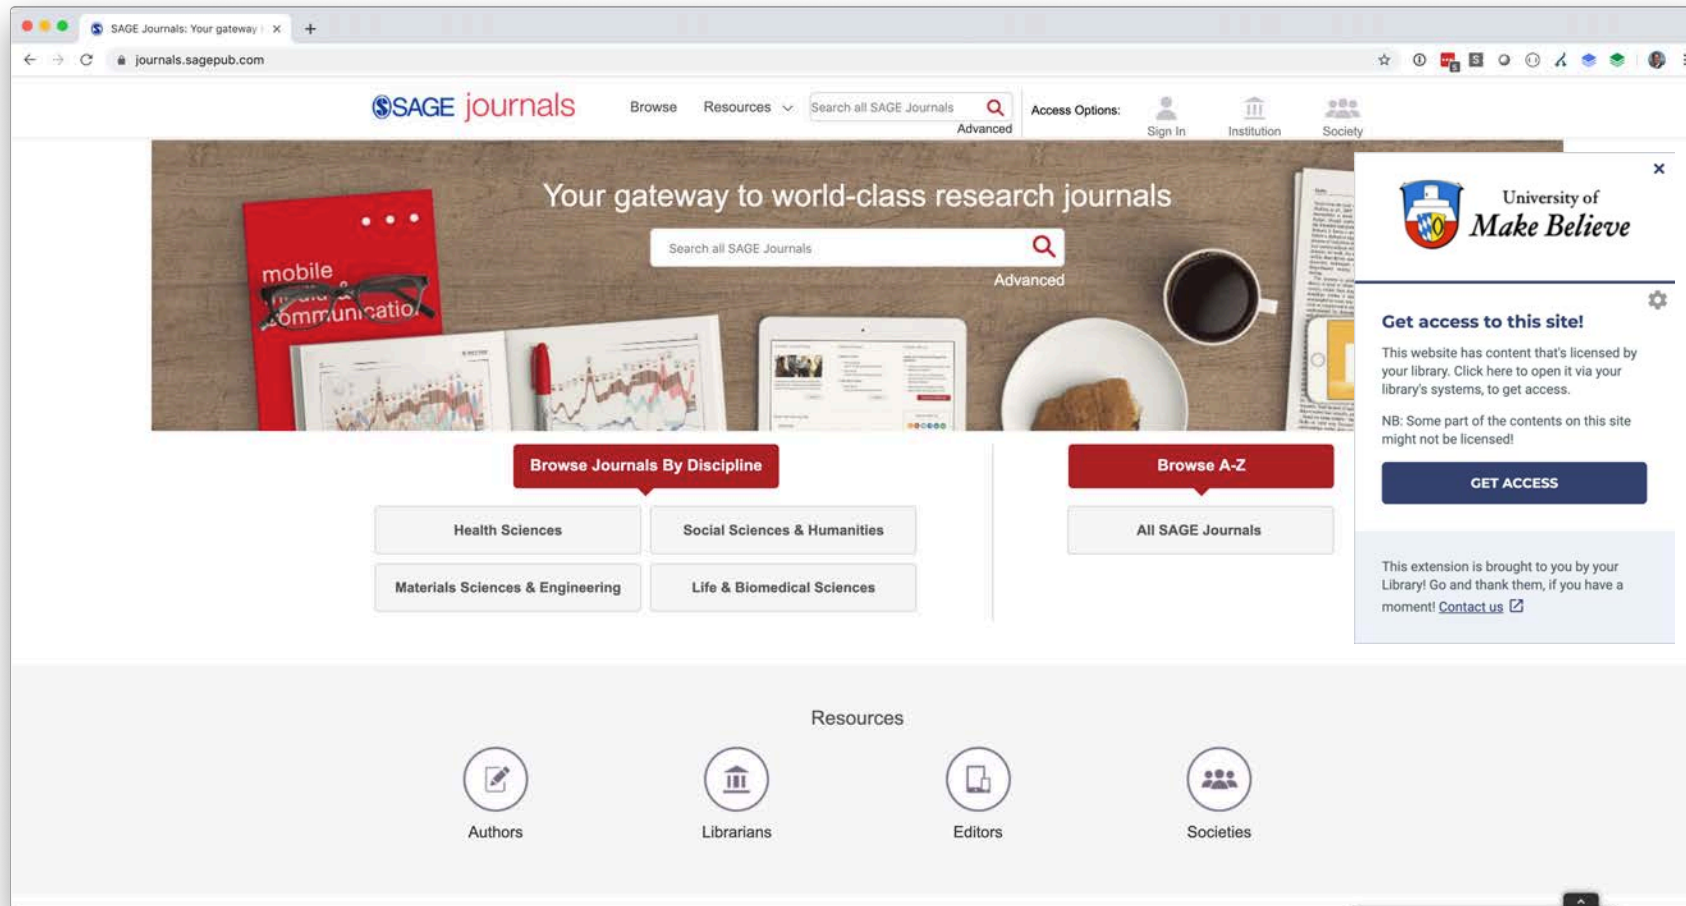 SAGE Journals: Your gateway
journals.sagepub.com
SAGE journals
Browse
Resources
Search all SAGE Journals
Advanced
Access Options:
Sign In
Institution
Society
Your gateway to world-class research journals
Search all SAGE Journals
Advanced
mobile
media &
communicatio
University of
Make Believe
Get access to this site!
This website has content that's licensed by
your library. Click here to open it via your
library's systems, to get access.
NB: Some part of the contents on this site
might not be licensed!
GET ACCESS
This extension is brought to you by your
Library! Go and thank them, if you have a
moment! Contact us
Browse Journals By Discipline
Health Sciences
Social Sciences & Humanities
Materials Sciences & Engineering
Life & Biomedical Sciences
Browse A-Z
All SAGE Journals
Resources
Authors
Librarians
Editors
Societies